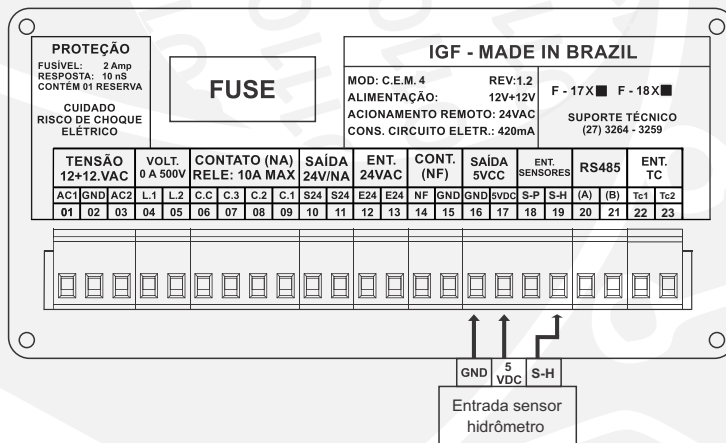 PROTEÇÃO
FUSÍVEL: 2 Amp
RESPOSTA: 10 nS
CONTÉM 01 RESERVA
CUIDADO
RISCO DE CHOQUE
ELÉTRICO
FUSE
IGF - MADE IN BRAZIL
MOD: C.E.M. 4 REV:1.2
ALIMENTAÇÃO: 12V+12V
ACIONAMENTO REMOTO: 24VAC
CONS. CIRCUITO ELETR.: 420mA
F - 17X■ F - 18X■
SUPORTE TÉCNICO
(27) 3264 - 3259
TENSÃO
12+12.VAC
VOLT.
0 A 500V
CONTATO (NA)
RELE: 10A MAX
SAÍDA
24V/NA
ENT.
24VAC
CONT.
(NF)
SAÍDA
5VCC
ENT.
SENSORES
RS485
ENT.
TC
AC1 GND AC2 L.1 L.2 C.C C.3 C.2 C.1 S24 S24 E24 E24 NF GND GND 5VDC S-P S-H (A) (B) Tc1 Tc2
01 02 03 04 05 06 07 08 09 10 11 12 13 14 15 16 17 18 19 20 21 22 23
GND 5 VDC S-H
Entrada sensor
hidrômetro